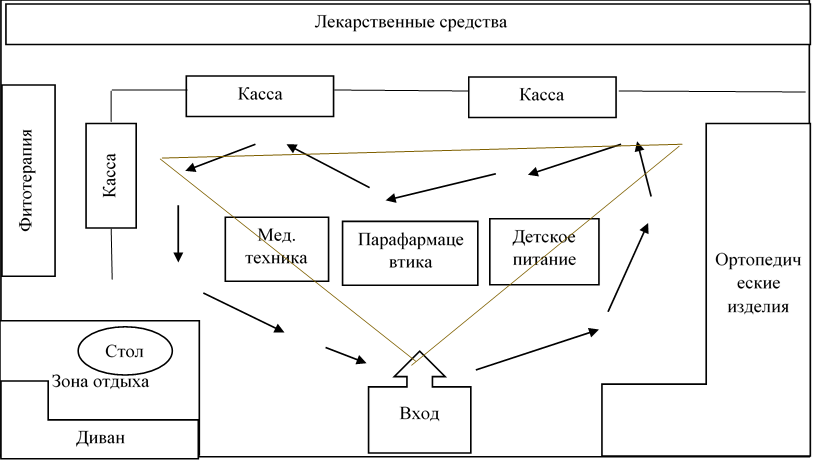 Лекарственные средства
Касса
Касса
Фитотерапия
Касса
Мед.
техника
Парафармаце
втика
Детское
питание
Ортопедич
еские
изделия
Стол
Зона отдыха
Вход
Диван